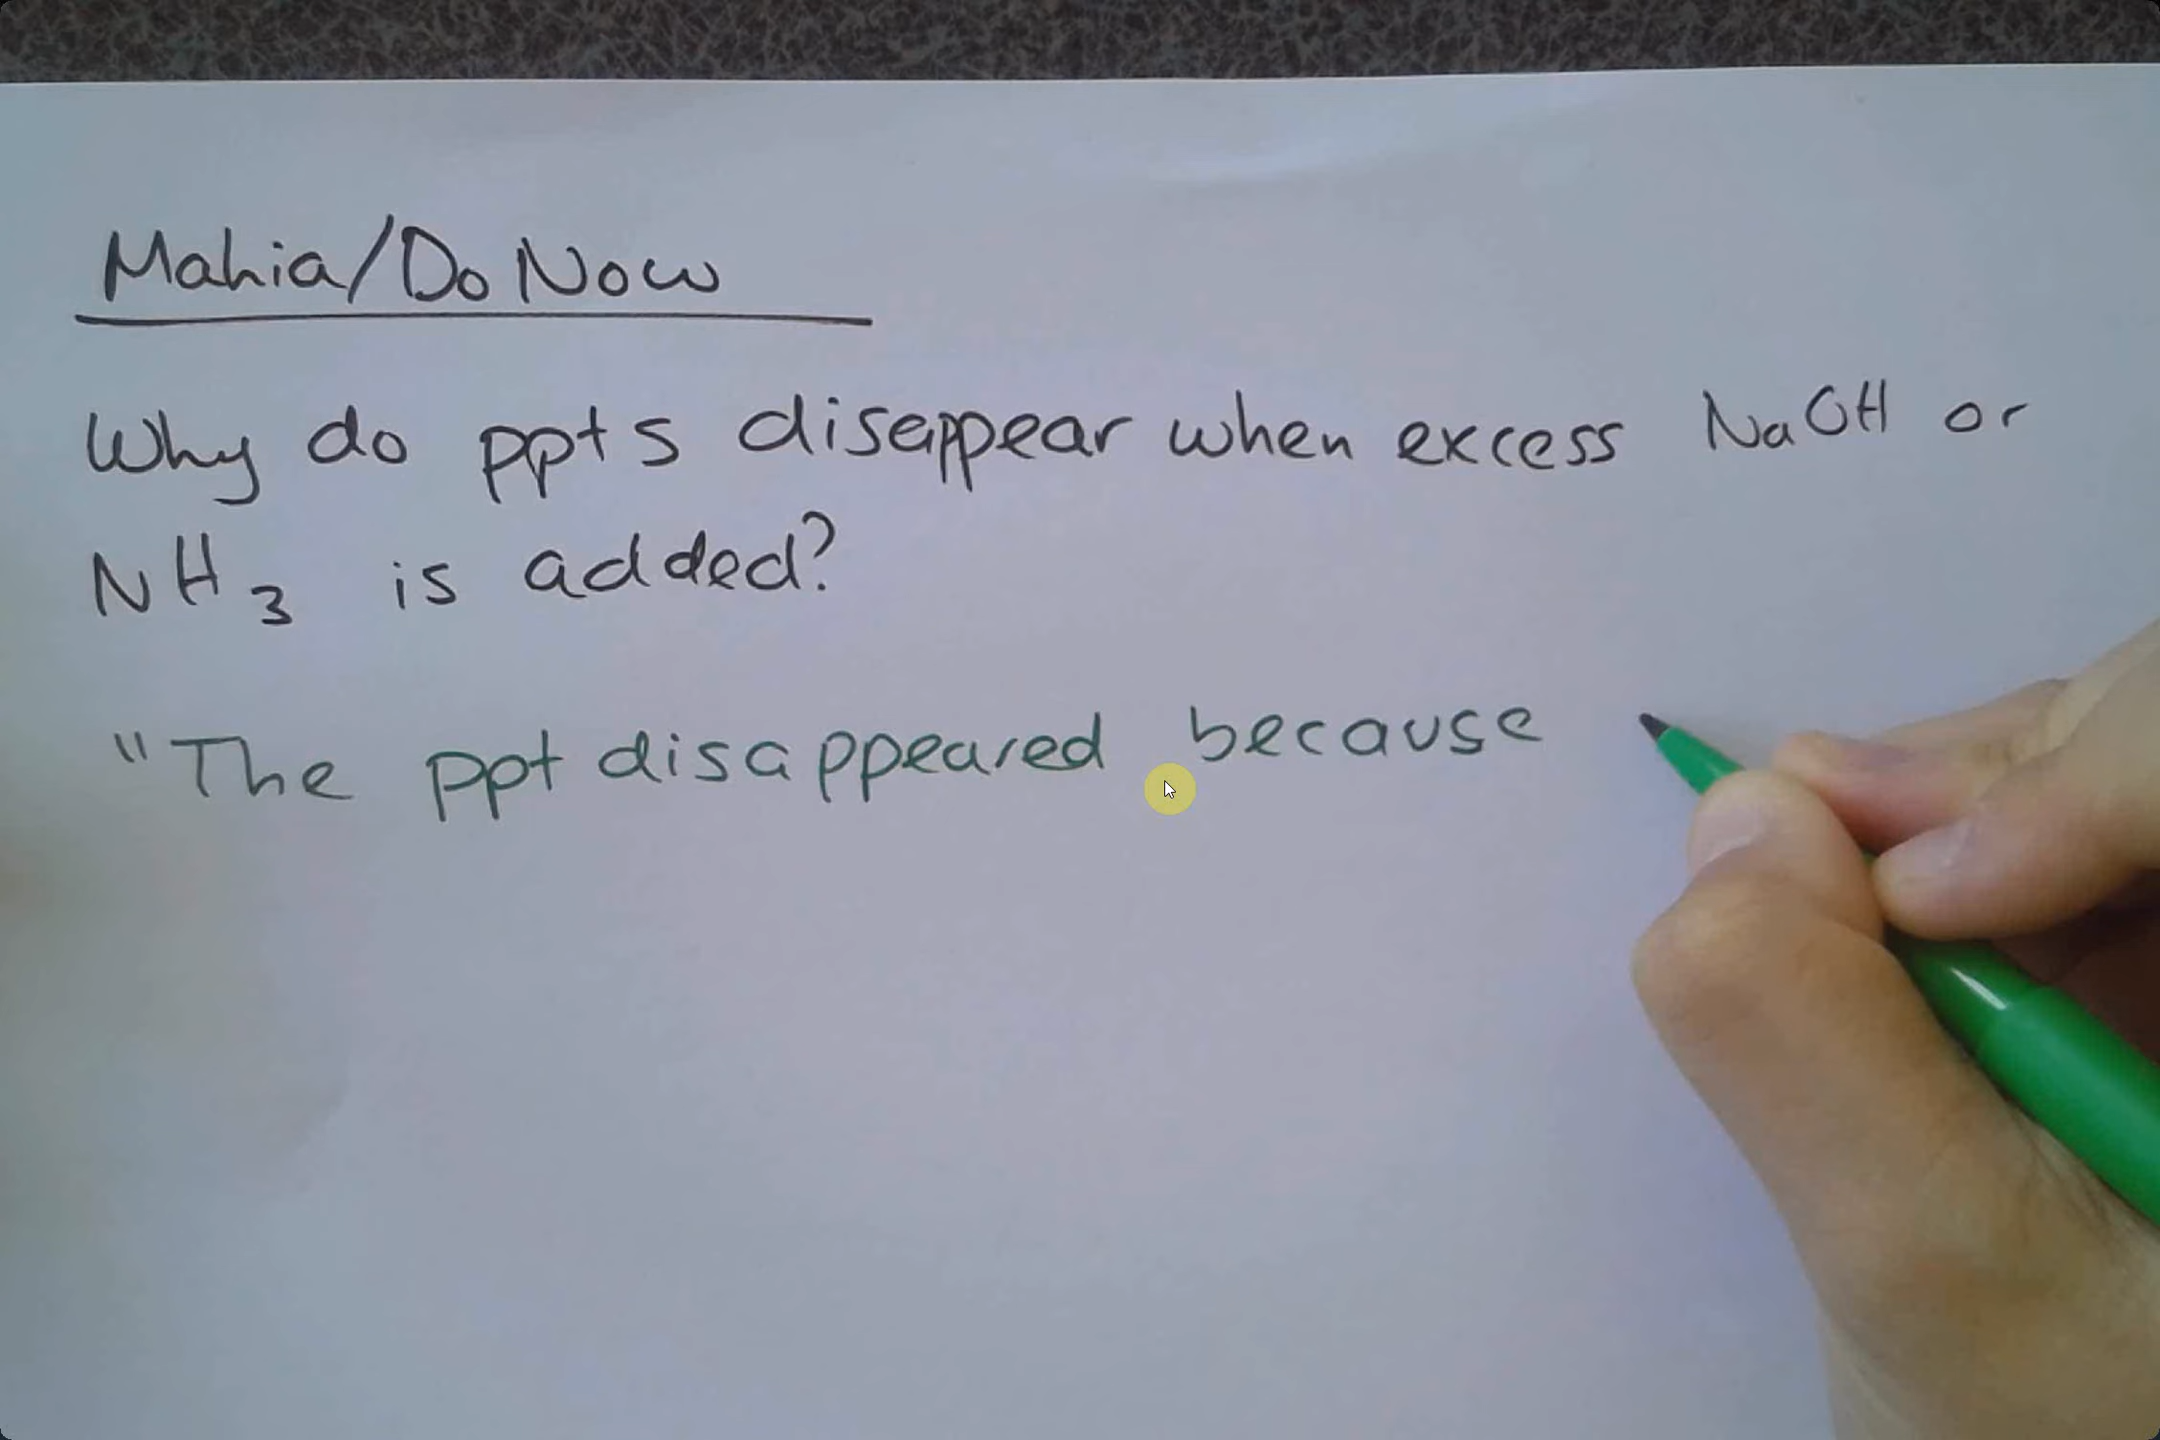 Mahia/Do Now
Why do ppts disappear when excess NaOH or
NH₃ is added?
"The ppt disappeared because